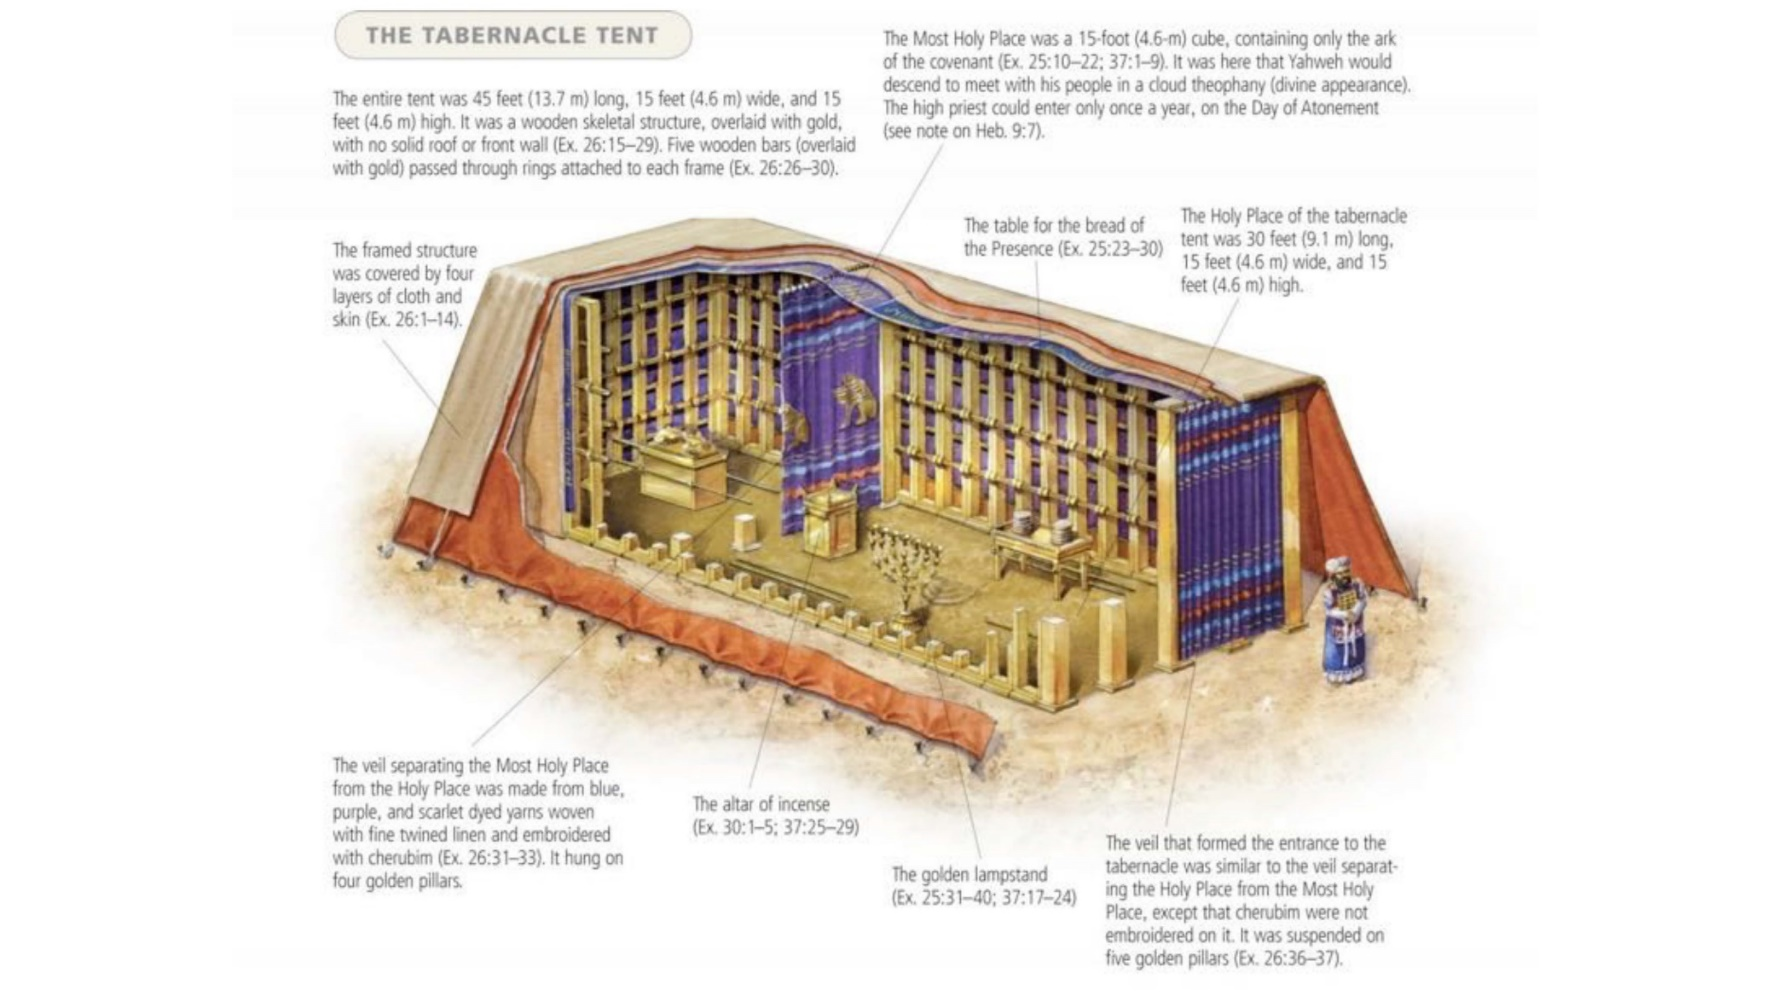 THE TABERNACLE TENT
The entire tent was 45 feet (13.7 m) long, 15 feet (4.6 m) wide, and 15
feet (4.6 m) high. It was a wooden skeletal structure, overlaid with gold,
with no solid roof or front wall (Ex. 26:15–29). Five wooden bars (overlaid
with gold) passed through rings attached to each frame (Ex. 26:26–30).
The Most Holy Place was a 15-foot (4.6-m) cube, containing only the ark
of the covenant (Ex. 25:10–22; 37:1–9). It was here that Yahweh would
descend to meet with his people in a cloud theophany (divine appearance).
The high priest could enter only once a year, on the Day of Atonement
(see note on Heb. 9:7).
The framed structure
was covered by four
layers of cloth and
skin (Ex. 26:1–14).
The table for the bread of
the Presence (Ex. 25:23–30)
The Holy Place of the tabernacle
tent was 30 feet (9.1 m) long,
15 feet (4.6 m) wide, and 15
feet (4.6 m) high.
The veil separating the Most Holy Place
from the Holy Place was made from blue,
purple, and scarlet dyed yarns woven
with fine twined linen and embroidered
with cherubim (Ex. 26:31–33). It hung on
four golden pillars.
The altar of incense
(Ex. 30:1–5; 37:25–29)
The golden lampstand
(Ex. 25:31–40; 37:17–24)
The veil that formed the entrance to the
tabernacle was similar to the veil separat-
ing the Holy Place from the Most Holy
Place, except that cherubim were not
embroidered on it. It was suspended on
five golden pillars (Ex. 26:36–37).